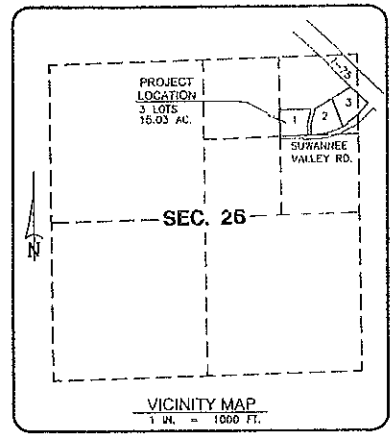 I-75
PROJECT
LOCATION
3 LOTS
15.03 AC.
1
2
3
SUWANNEE
VALLEY RD.
SEC. 26
N
VICINITY MAP
1 IN. = 1000 FT.